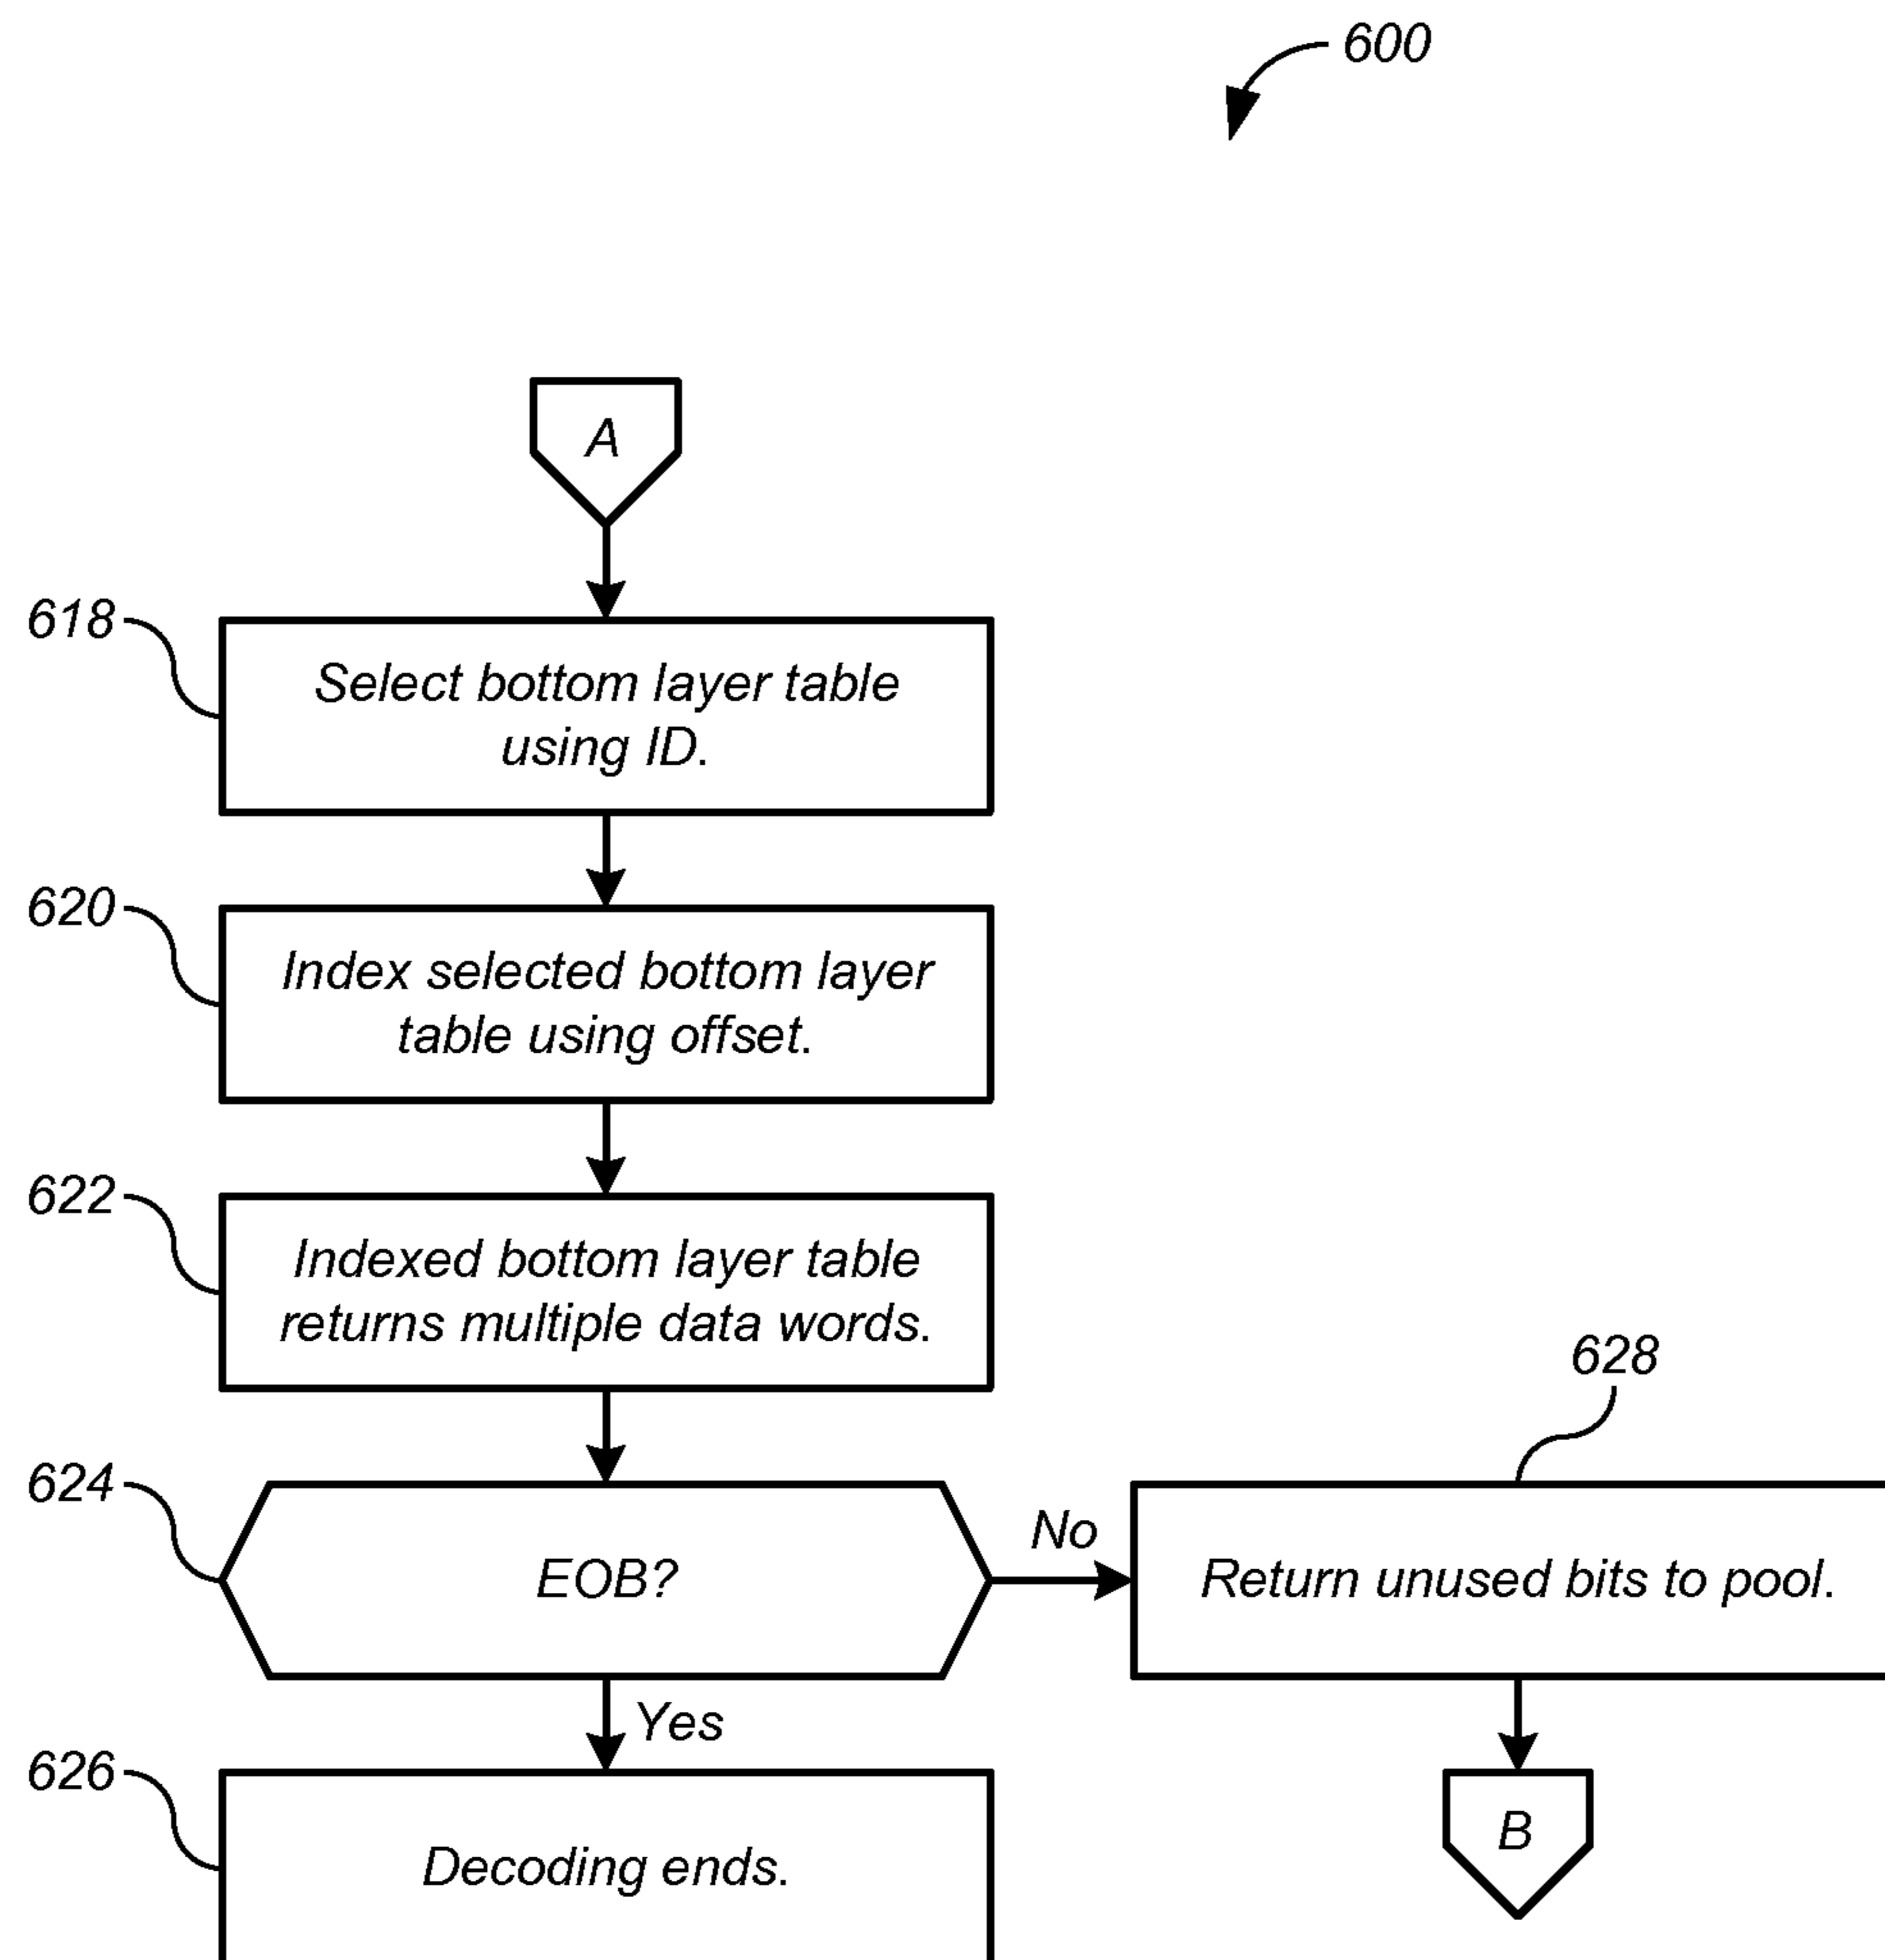 600
A
618
Select bottom layer table
using ID.
620
Index selected bottom layer
table using offset.
622
Indexed bottom layer table
returns multiple data words.
628
624
EOB?
No
Return unused bits to pool.
Yes
626
Decoding ends.
B